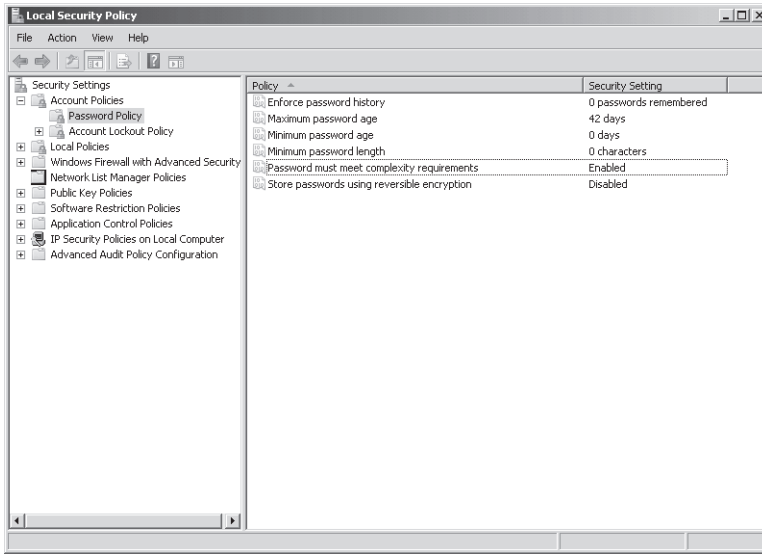 Local Security Policy
File Action View Help
Security Settings
Account Policies
Password Policy
Account Lockout Policy
Local Policies
Windows Firewall with Advanced Security
Network List Manager Policies
Public Key Policies
Software Restriction Policies
Application Control Policies
IP Security Policies on Local Computer
Advanced Audit Policy Configuration
Policy Security Setting
Enforce password history 0 passwords remembered
Maximum password age 42 days
Minimum password age 0 days
Minimum password length 0 characters
Password must meet complexity requirements Enabled
Store passwords using reversible encryption Disabled